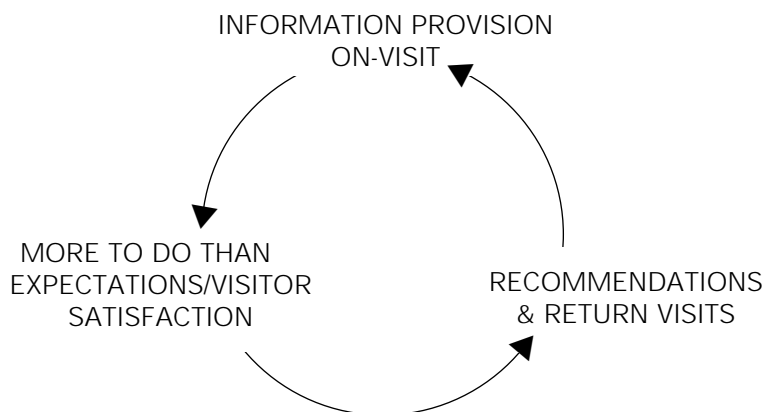 INFORMATION PROVISION
ON-VISIT
MORE TO DO THAN
EXPECTATIONS/VISITOR
SATISFACTION
RECOMMENDATIONS
& RETURN VISITS